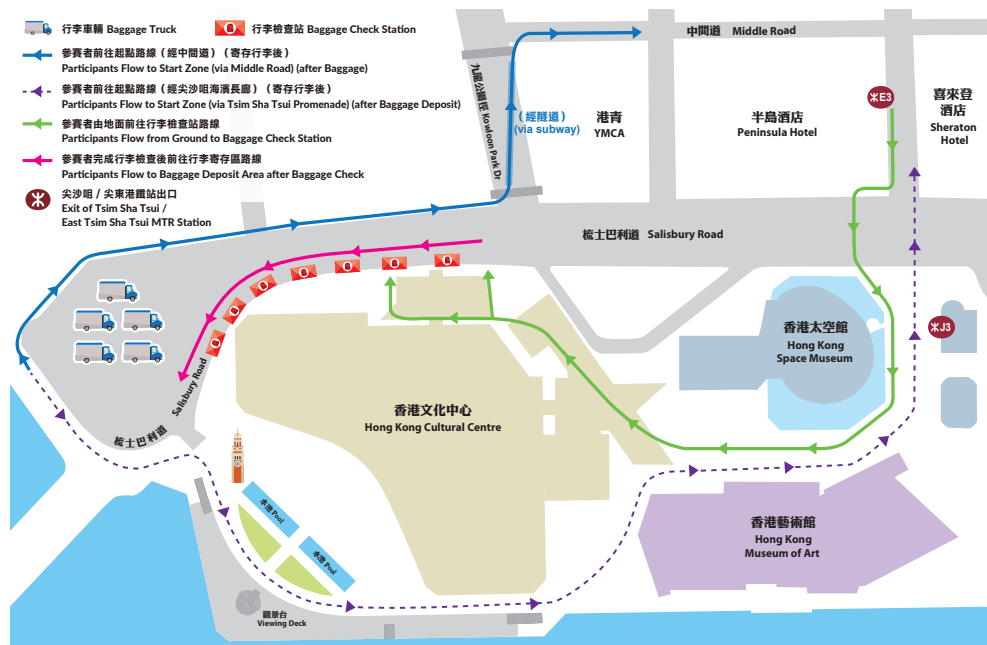 行李車輛 Baggage Truck
行李檢查站 Baggage Check Station
參賽者前往起點路線（經中間道）（寄存行李後）
Participants Flow to Start Zone (via Middle Road) (after Baggage)
參賽者前往起點路線（經尖沙咀海濱長廊）（寄存行李後）
Participants Flow to Start Zone (via Tsim Sha Tsui Promenade) (after Baggage Deposit)
參賽者由地面前往行李檢查站路線
Participants Flow from Ground to Baggage Check Station
參賽者完成行李檢查後前往行李寄存區路線
Participants Flow to Baggage Deposit Area after Baggage Check
尖沙咀 / 尖東港鐵站出口
Exit of Tsim Sha Tsui /
East Tsim Sha Tsui MTR Station
九龍公園徑 Kowloon Park Dr
（經隧道）
(via subway)
中間道 Middle Road
港青
YMCA
半島酒店
Peninsula Hotel
E3
喜來登
酒店
Sheraton
Hotel
梳士巴利道 Salisbury Road
香港太空館
Hong Kong
Space Museum
J3
Salisbury Road
梳士巴利道
香港文化中心
Hong Kong Cultural Centre
水池 Pool
水池 Pool
香港藝術館
Hong Kong
Museum of Art
觀景台
Viewing Deck